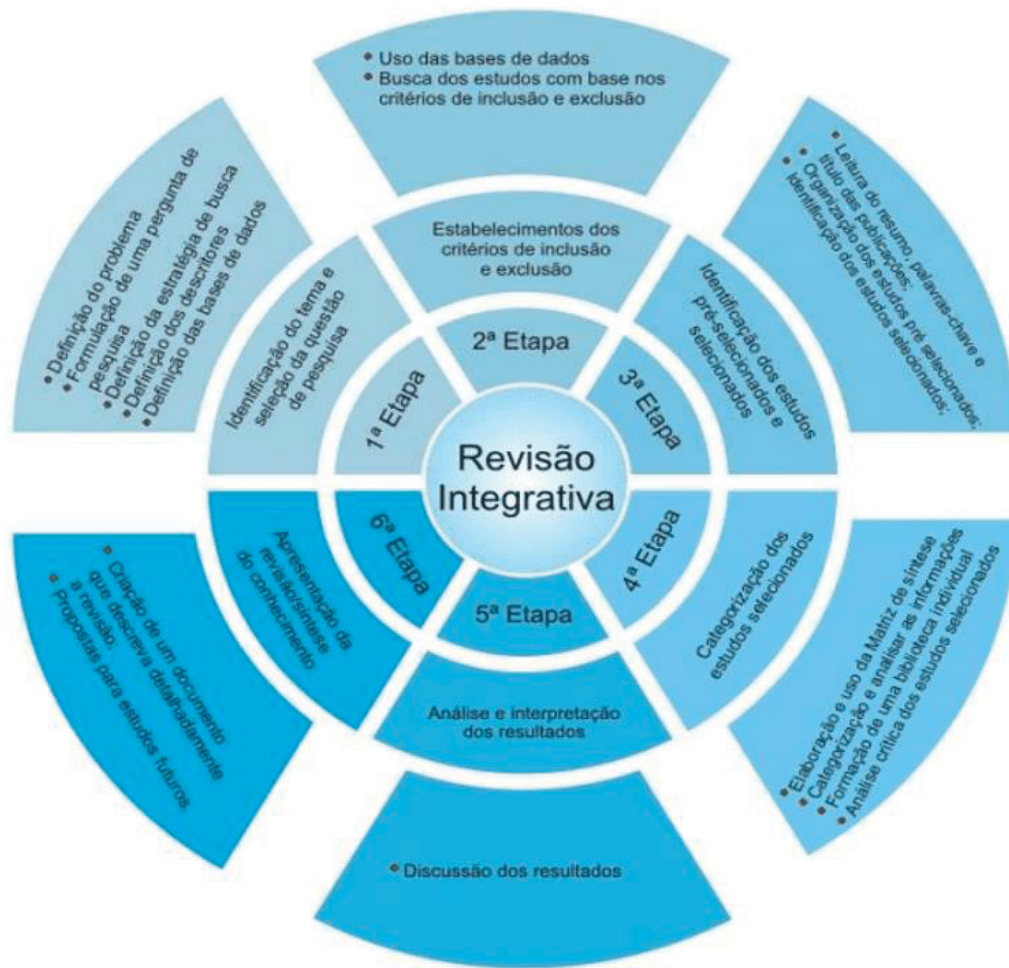 Revisão
Integrativa
1ª Etapa
Identificação do tema e
seleção da questão
de pesquisa
• Definição do problema
• Formulação de uma pergunta de
pesquisa
• Definição da estratégia de busca
• Definição dos descritores
• Definição das bases de dados
2ª Etapa
Estabelecimentos dos
critérios de inclusão
e exclusão
• Uso das bases de dados
• Busca dos estudos com base nos
critérios de inclusão e exclusão
3ª Etapa
Identificação dos estudos
pré-selecionados e
selecionados
• Leitura do resumo, palavras-chave e
• título das publicações;
• Organização dos estudos pré selecionados;
• Identificação dos estudos selecionados;
4ª Etapa
Categorização dos
estudos selecionados
• Elaboração e uso da Matriz de síntese
• Categorização e analisar as informações
• Formação de uma biblioteca individual
• Análise crítica dos estudos selecionados
5ª Etapa
Análise e interpretação
dos resultados
• Discussão dos resultados
6ª Etapa
Apresentação da
revisão/síntese
do conhecimento
• Criação de um documento
que descreva detalhadamente
a revisão;
• Propostas para estudos futuros.